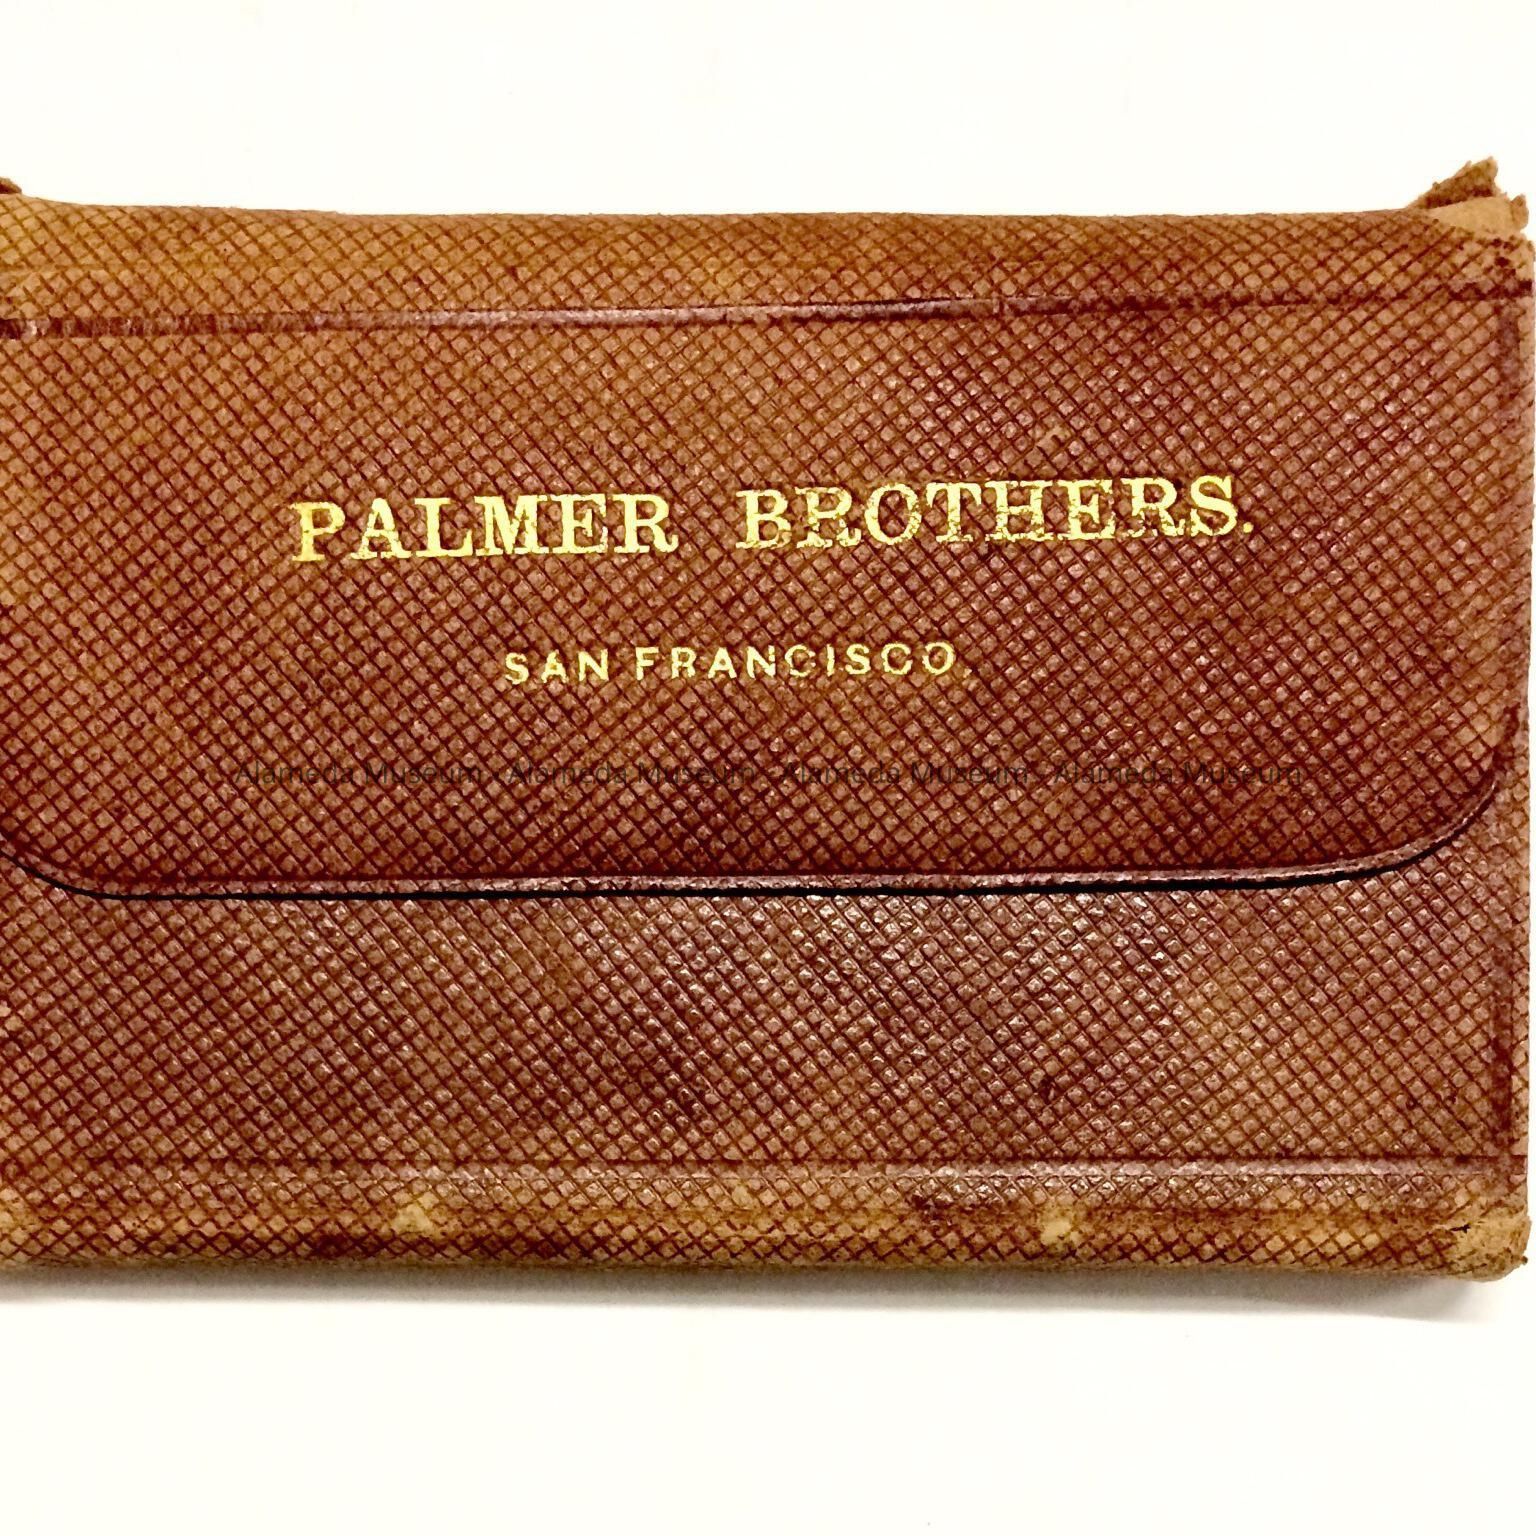 PALMER BROTHERS.
SAN FRANCISCO.
Alameda Museum - Alameda Museum - Alameda Museum - Alameda Museum